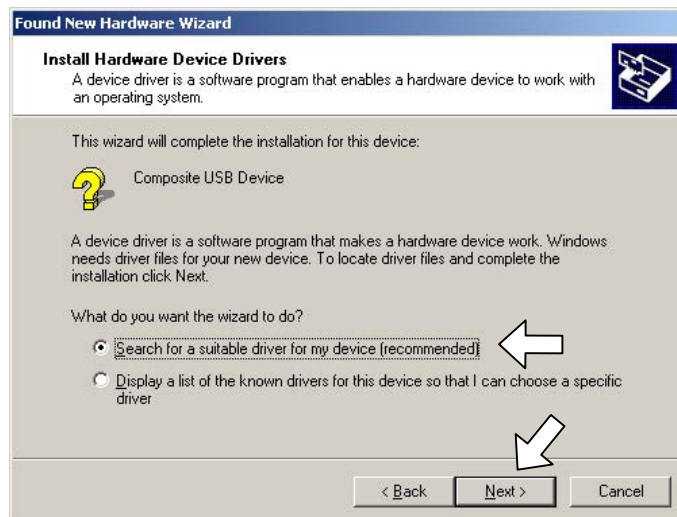 Found New Hardware Wizard
Install Hardware Device Drivers
A device driver is a software program that enables a hardware device to work with
an operating system.
This wizard will complete the installation for this device:
Composite USB Device
A device driver is a software program that makes a hardware device work. Windows
needs driver files for your new device. To locate driver files and complete the
installation click Next.
What do you want the wizard to do?
Search for a suitable driver for my device (recommended)
Display a list of the known drivers for this device so that I can choose a specific
driver
< Back Next > Cancel